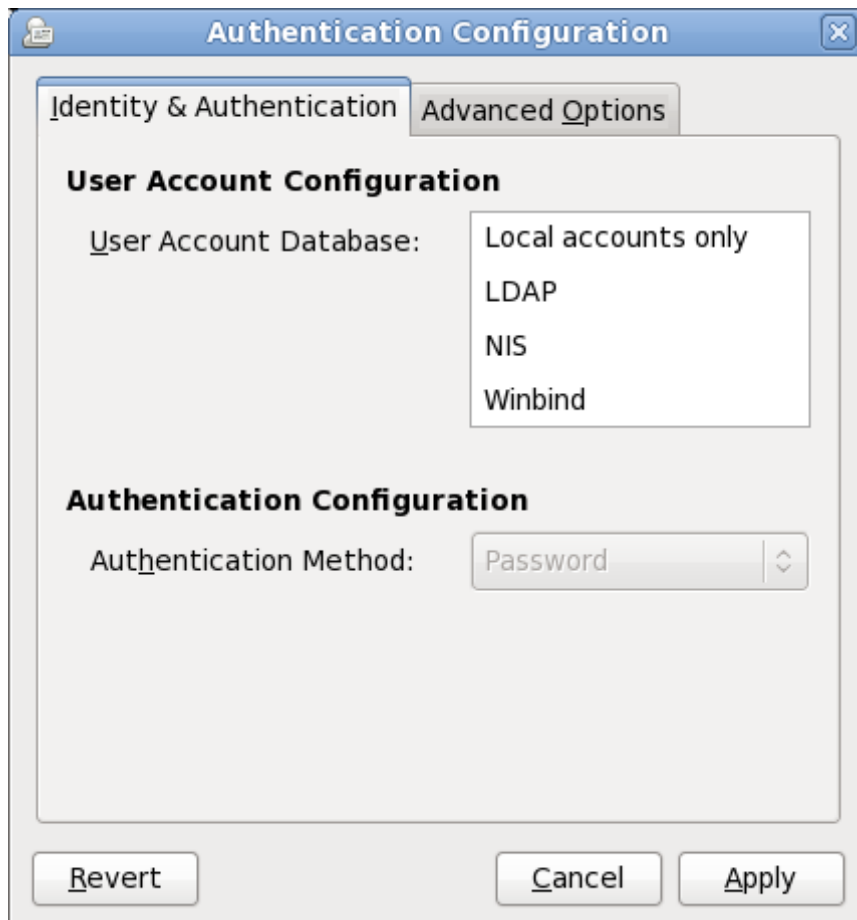 Authentication Configuration
Identity & Authentication
Advanced Options
User Account Configuration
User Account Database:
Local accounts only
LDAP
NIS
Winbind
Authentication Configuration
Authentication Method:
Password
Revert
Cancel
Apply